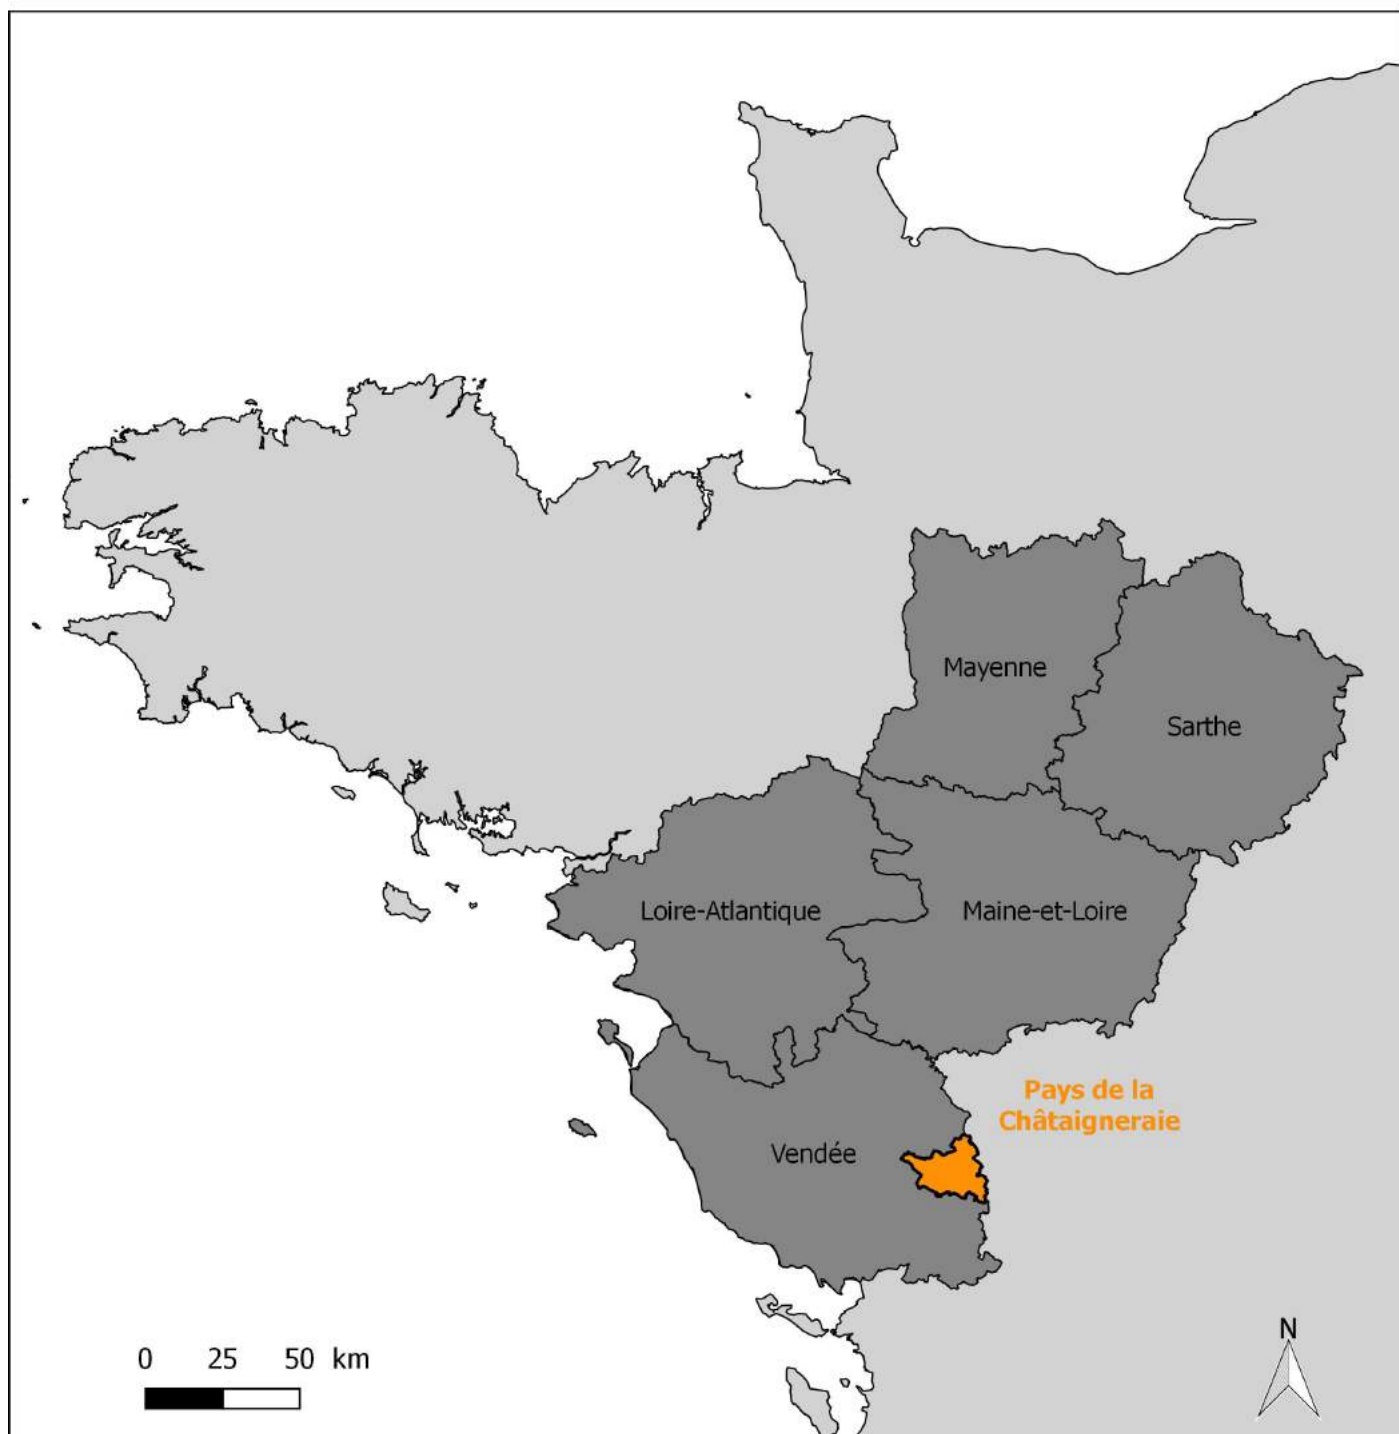 Mayenne
Sarthe
Loire-Atlantique
Maine-et-Loire
Pays de la
Châtaigneraie
Vendée
N
0 25 50 km